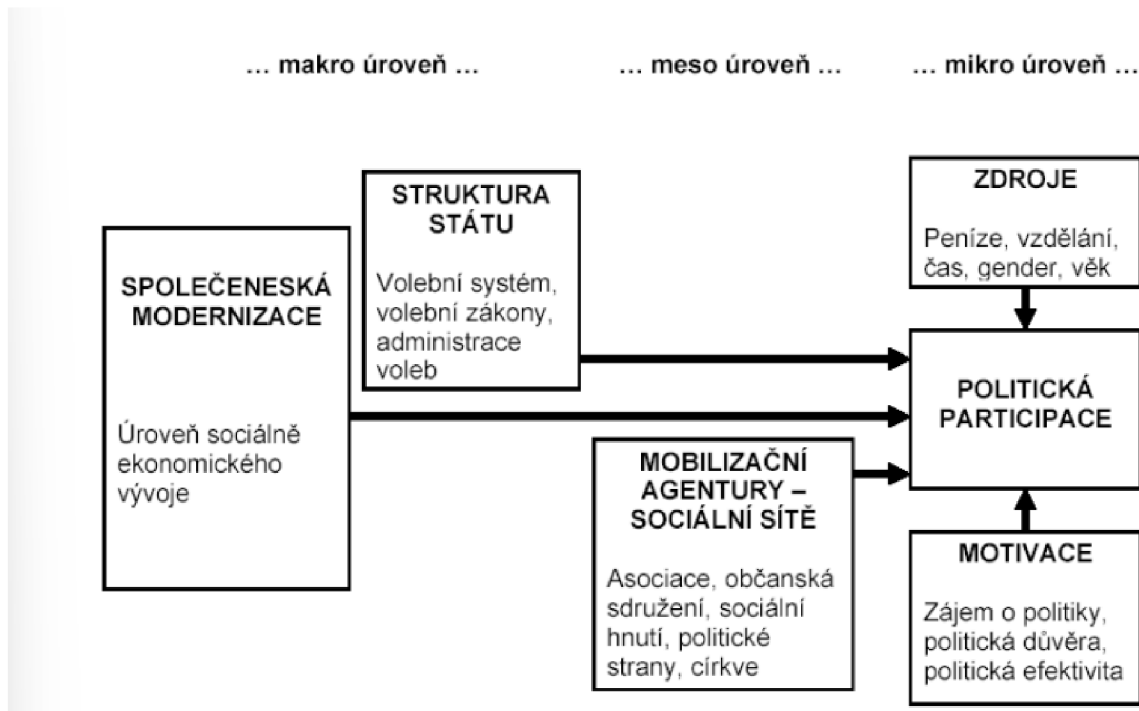 ... makro úroveň ...
... meso úroveň ...
... mikro úroveň ...
SPOLEČENESKÁ
MODERNIZACE
Úroveň sociálně
ekonomického
vývoje
STRUKTURA
STÁTU
Volební systém,
volební zákony,
administrace
voleb
MOBILIZAČNÍ
AGENTURY –
SOCIÁLNÍ SÍTĚ
Asociace, občanská
sdružení, sociální
hnutí, politické
strany, církve
ZDROJE
Peníze, vzdělání,
čas, gender, věk
POLITICKÁ
PARTICIPACE
MOTIVACE
Zájem o politiky,
politická důvěra,
politická efektivita